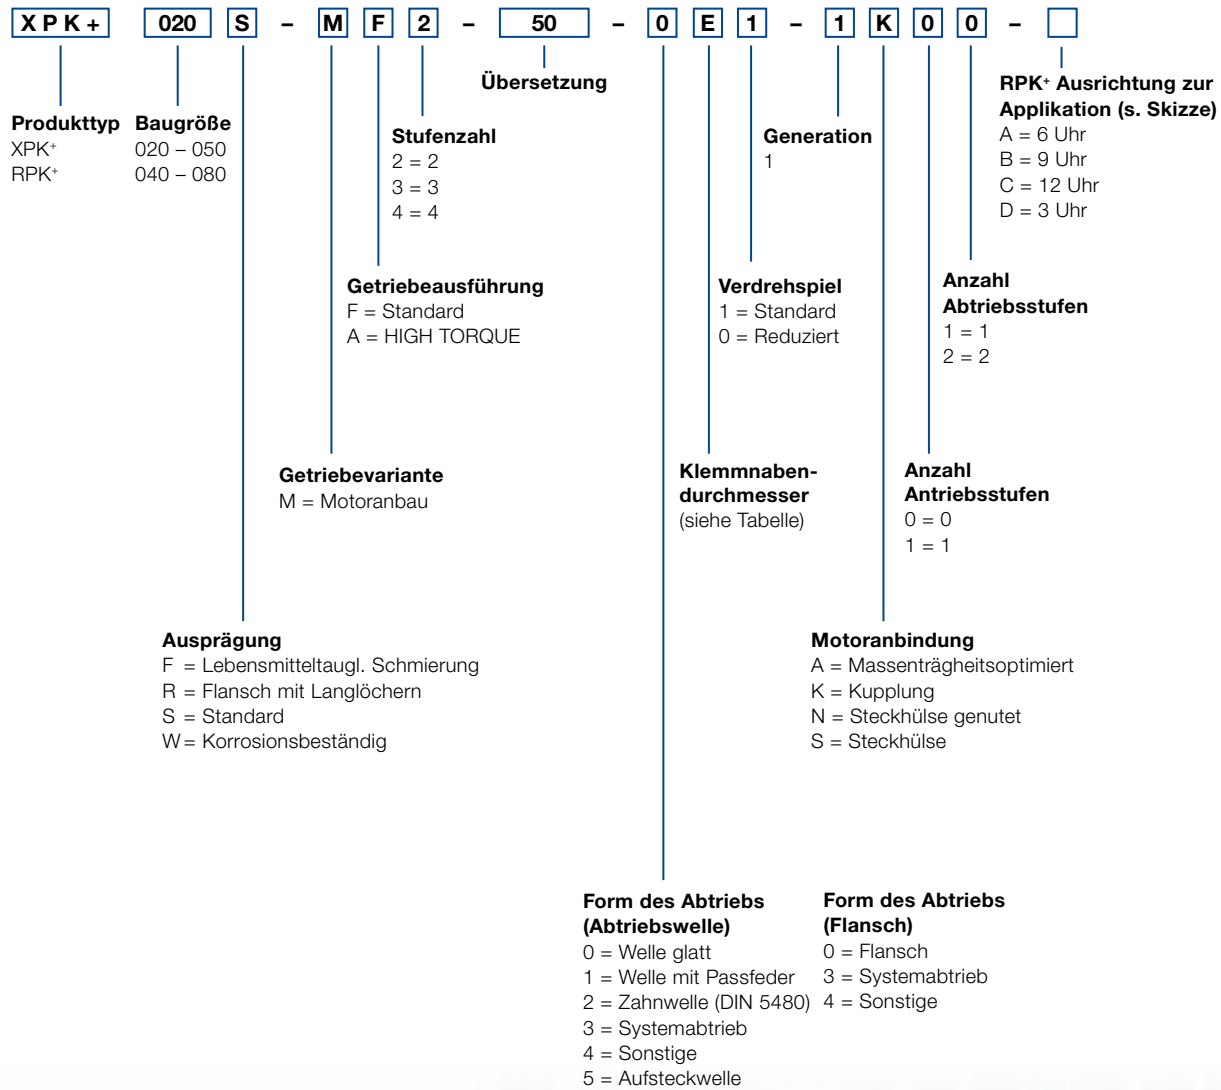 XPK+ 020 S – M F 2 – 50 – 0 E 1 – 1 K 0 0 –
Produkttyp
XPK+
RPK+
Baugröße
020 – 050
040 – 080
Stufenzahl
2 = 2
3 = 3
4 = 4
Übersetzung
Generation
1
RPK+ Ausrichtung zur
Applikation (s. Skizze)
A = 6 Uhr
B = 9 Uhr
C = 12 Uhr
D = 3 Uhr
Getriebeausführung
F = Standard
A = HIGH TORQUE
Verdrehspiel
1 = Standard
0 = Reduziert
Anzahl
Abtriebsstufen
1 = 1
2 = 2
Getriebevariante
M = Motoranbau
Klemmnaben-
durchmesser
(siehe Tabelle)
Anzahl
Antriebsstufen
0 = 0
1 = 1
Ausprägung
F = Lebensmitteltaugl. Schmierung
R = Flansch mit Langlöchern
S = Standard
W = Korrosionsbeständig
Motoranbindung
A = Massenträgheitsoptimiert
K = Kupplung
N = Steckhülse genutet
S = Steckhülse
Form des Abtriebs
(Abtriebswelle)
0 = Welle glatt
1 = Welle mit Passfeder
2 = Zahnwelle (DIN 5480)
3 = Systemabtrieb
4 = Sonstige
5 = Aufsteckwelle
Form des Abtriebs
(Flansch)
0 = Flansch
3 = Systemabtrieb
4 = Sonstige